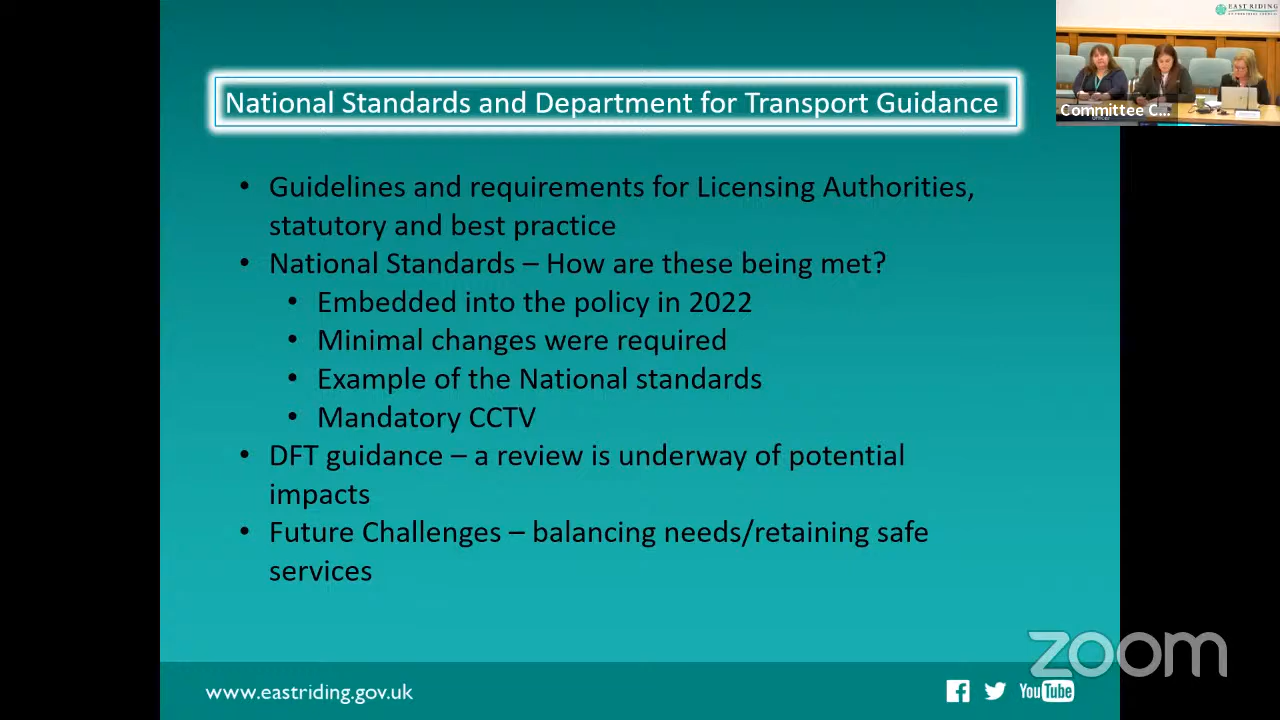 National Standards and Department for Transport Guidance
• Guidelines and requirements for Licensing Authorities,
statutory and best practice
• National Standards – How are these being met?
• Embedded into the policy in 2022
• Minimal changes were required
• Example of the National standards
• Mandatory CCTV
• DFT guidance – a review is underway of potential
impacts
• Future Challenges – balancing needs/retaining safe
services
www.eastriding.gov.uk
YouTube
zoom
EAST RIDING
Committee C...